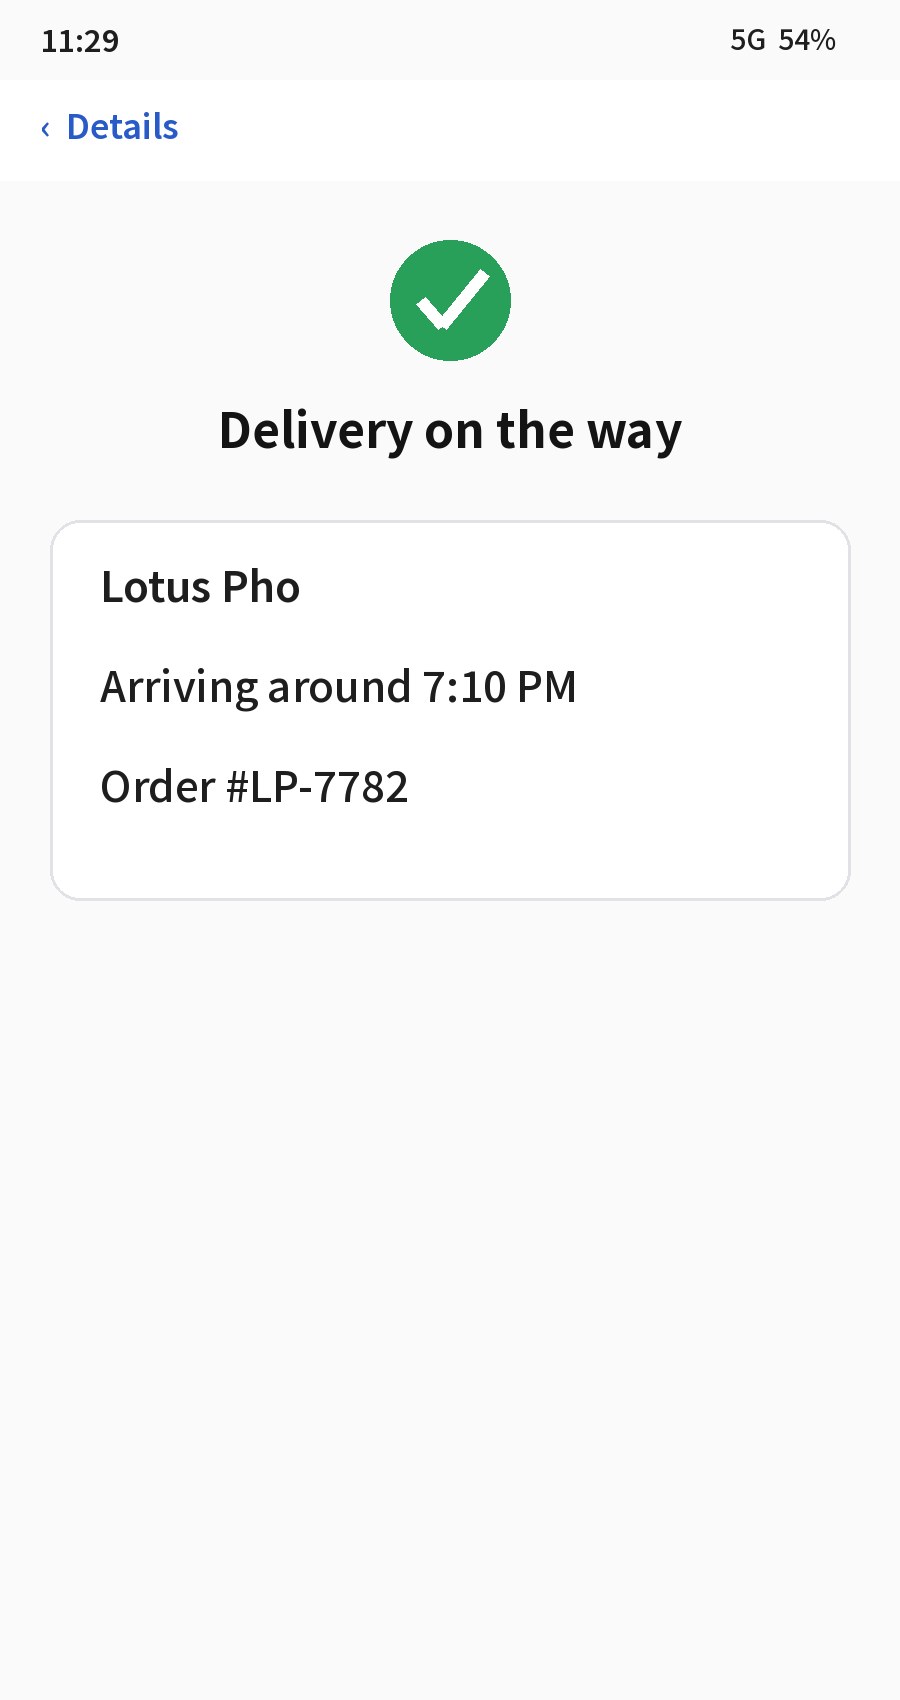 11:29
5G 54%
‹ Details
Delivery on the way
Lotus Pho
Arriving around 7:10 PM
Order #LP-7782